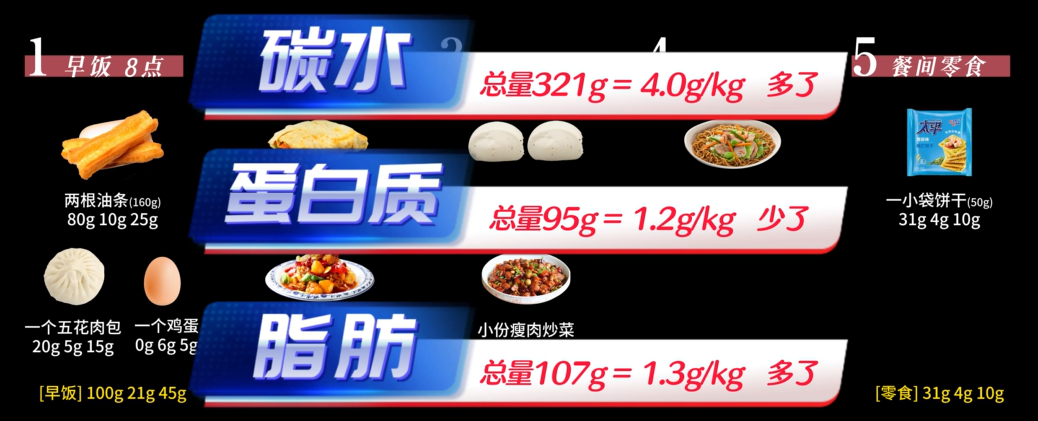 1 早饭 8点
碳水
总量321g = 4.0g/kg 多了
5 餐间零食
太平
两根油条(160g)
80g 10g 25g
蛋白质
总量95g = 1.2g/kg 少了
一小袋饼干(50g)
31g 4g 10g
一个五花肉包
20g 5g 15g
一个鸡蛋
0g 6g 5g
小份瘦肉炒菜
脂肪
总量107g = 1.3g/kg 多了
[早饭] 100g 21g 45g
[零食] 31g 4g 10g